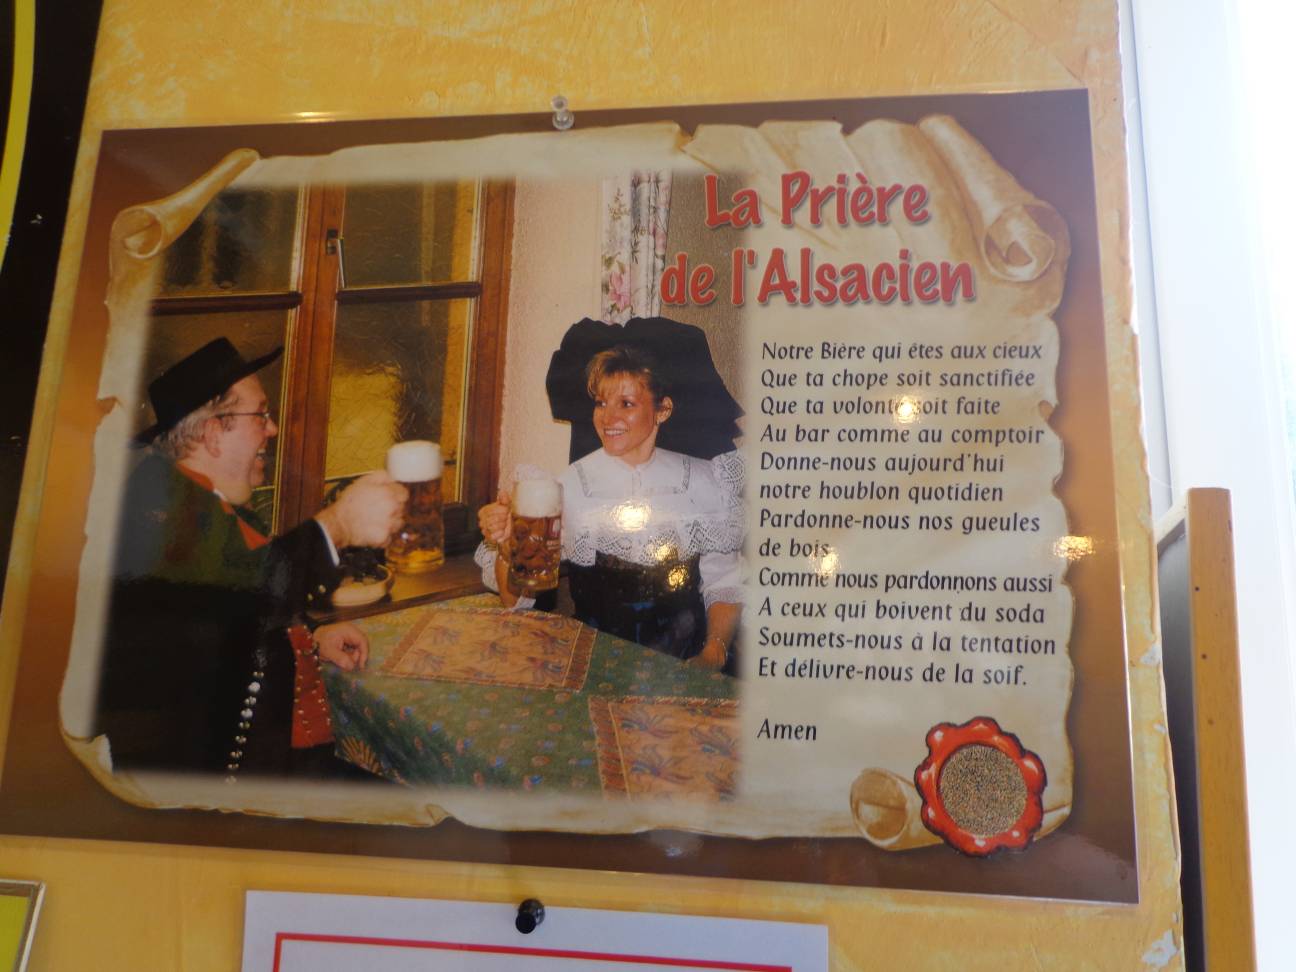 La Prière
de l'Alsacien
Notre Bière qui êtes aux cieux
Que ta chope soit sanctifiée
Que ta volonté soit faite
Au bar comme au comptoir
Donne-nous aujourd'hui
notre houblon quotidien
Pardonne-nous nos gueules
de bois
Comme nous pardonnons aussi
A ceux qui boivent du soda
Soumets-nous à la tentation
Et délivre-nous de la soif.
Amen